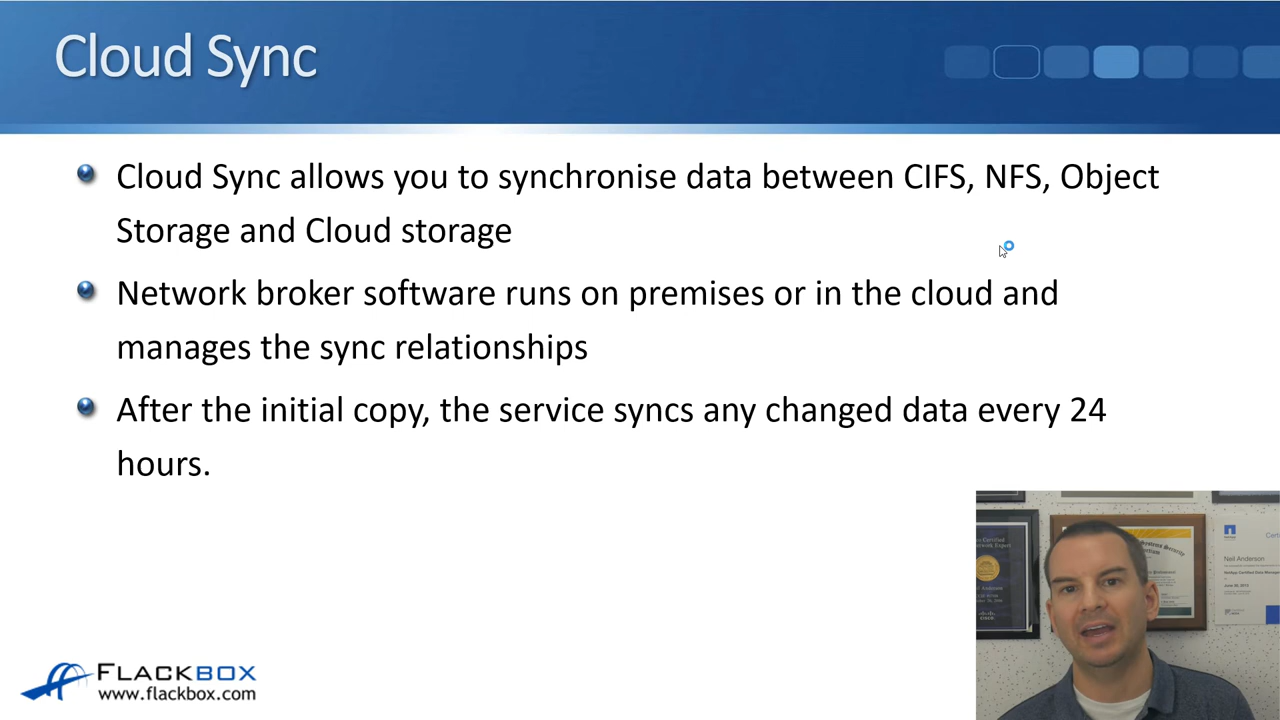 Cloud Sync
Cloud Sync allows you to synchronise data between CIFS, NFS, Object
Storage and Cloud storage
Network broker software runs on premises or in the cloud and
manages the sync relationships
After the initial copy, the service syncs any changed data every 24
hours.
Neil Anderson
FLACKBOX
www.flackbox.com